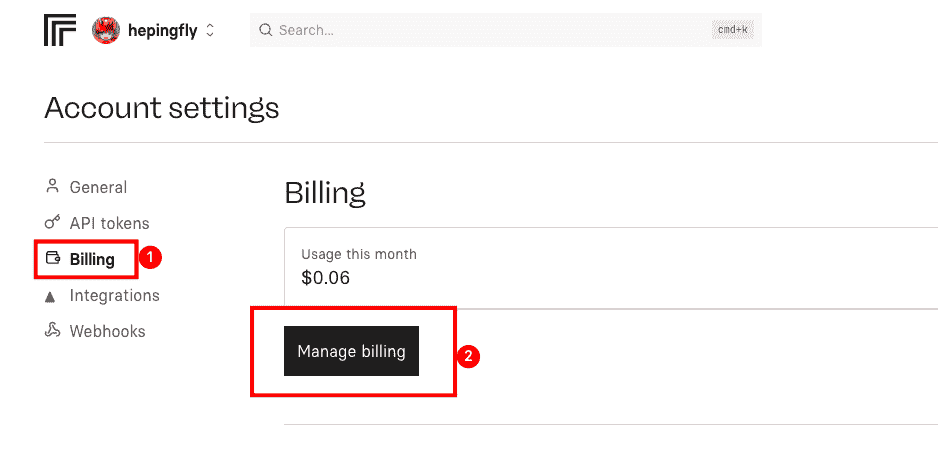 hepingfly
Search...
cmd+k
Account settings
General
API tokens
Billing
1
Integrations
Webhooks
Billing
Usage this month
$0.06
Manage billing
2